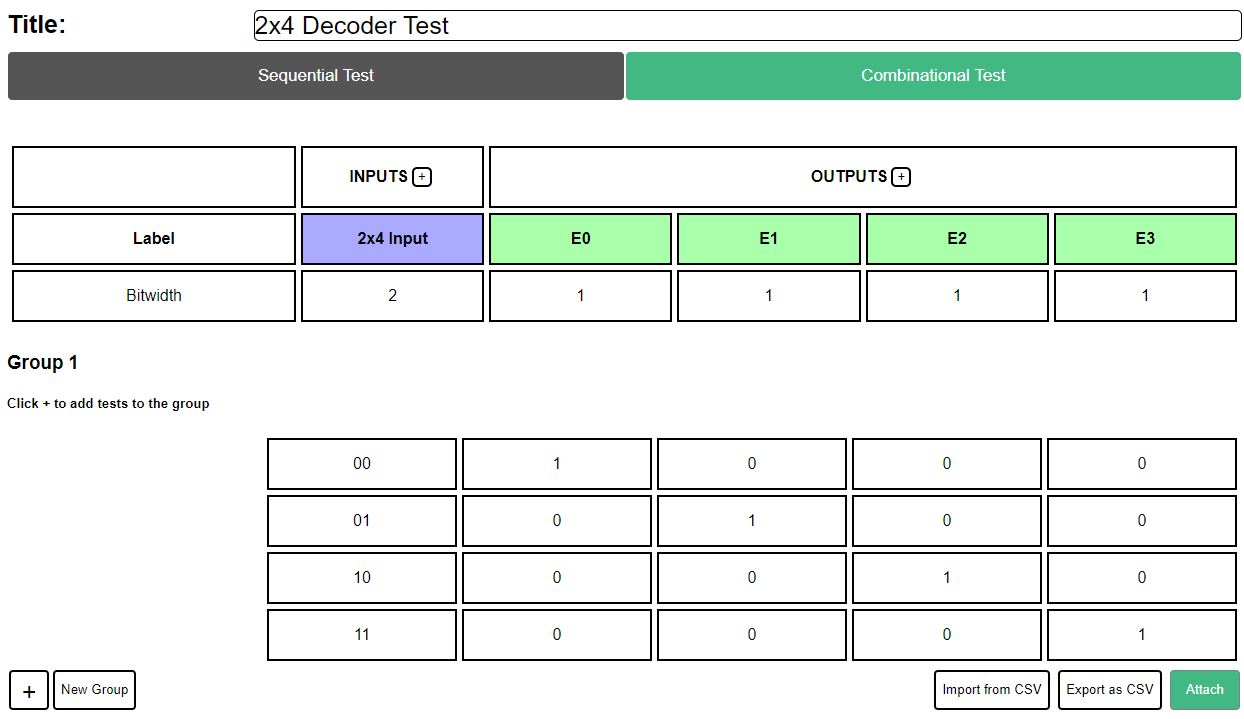 Title: 2x4 Decoder Test
Sequential Test Combinational Test
INPUTS + OUTPUTS +
Label 2x4 Input E0 E1 E2 E3
Bitwidth 2 1 1 1 1
Group 1
Click + to add tests to the group
00 1 0 0 0
01 0 1 0 0
10 0 0 1 0
11 0 0 0 1
+ New Group Import from CSV Export as CSV Attach